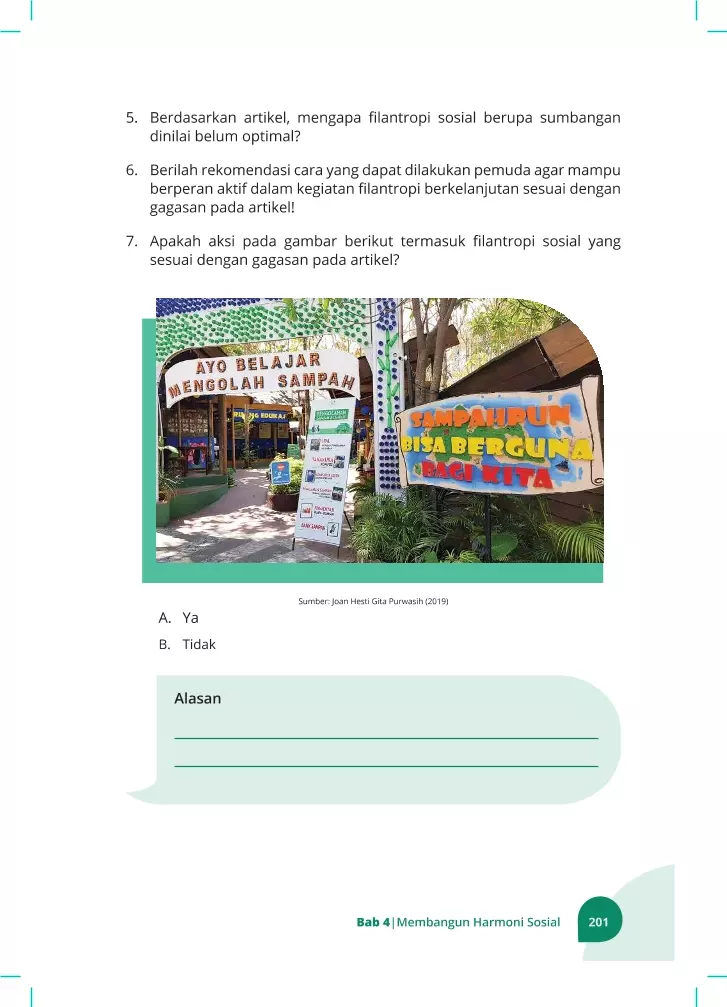 5. Berdasarkan artikel, mengapa filantropi sosial berupa sumbangan
dinilai belum optimal?
6. Berilah rekomendasi cara yang dapat dilakukan pemuda agar mampu
berperan aktif dalam kegiatan filantropi berkelanjutan sesuai dengan
gagasan pada artikel!
7. Apakah aksi pada gambar berikut termasuk filantropi sosial yang
sesuai dengan gagasan pada artikel?
AYO BELAJAR
MENGOLAH SAMPAH
PENGOLAHAN
SAMPAHPUN
BISA BERGUNA
BAGI KITA
BANK SAMPAH
Sumber: Joan Hesti Gita Purwasih (2019)
A. Ya
B. Tidak
Alasan
Bab 4|Membangun Harmoni Sosial 201